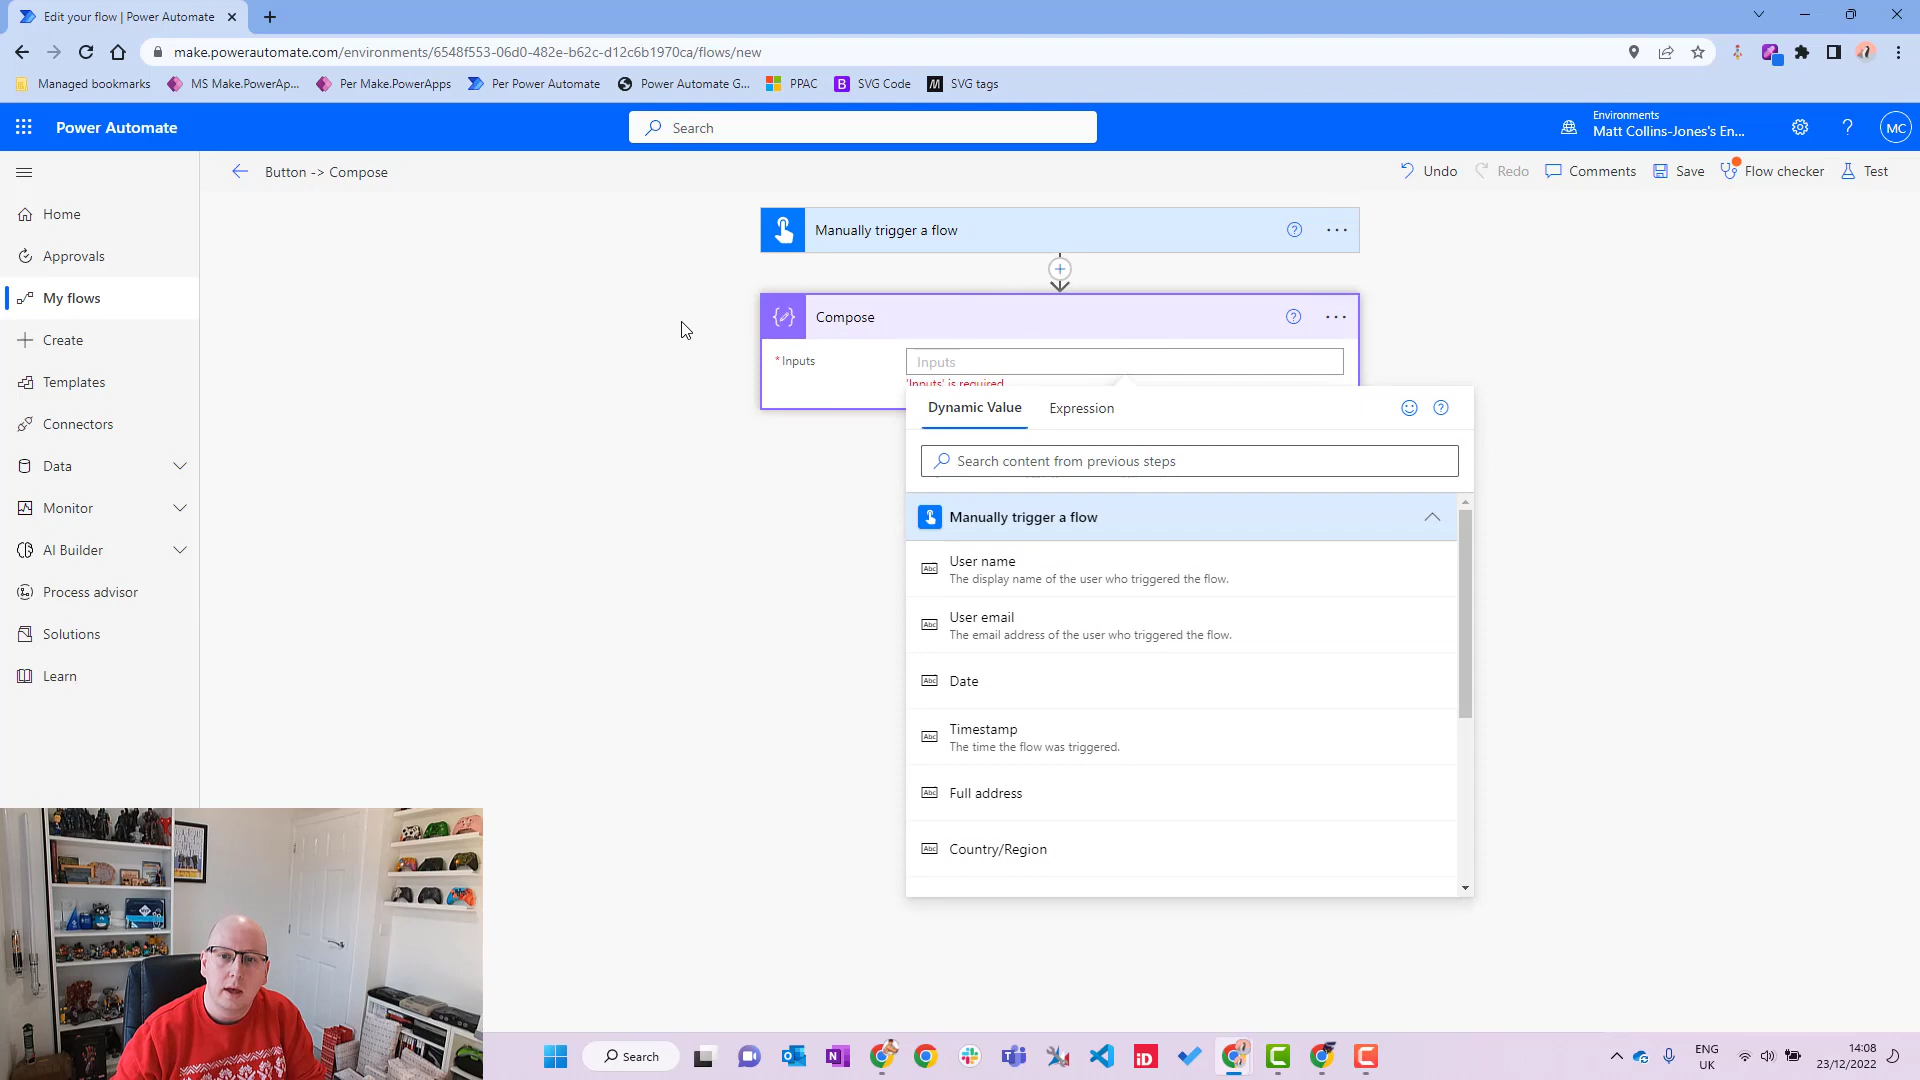 Edit your flow | Power Automate
make.powerautomate.com/environments/6548f553-06d0-482e-b62c-d12c6b1970ca/flows/new
Managed bookmarks
MS Make.PowerAp...
Per Make.PowerApps
Per Power Automate
Power Automate G...
PPAC
SVG Code
SVG tags
Power Automate
Search
Environments
Matt Collins-Jones's En...
MC
Button -> Compose
Undo
Redo
Comments
Save
Flow checker
Test
Home
Approvals
My flows
Create
Templates
Connectors
Data
Monitor
AI Builder
Process advisor
Solutions
Learn
Manually trigger a flow
Compose
* Inputs
Inputs
'Inputs' is required
Dynamic Value
Expression
Search content from previous steps
Manually trigger a flow
User name
The display name of the user who triggered the flow.
User email
The email address of the user who triggered the flow.
Date
Timestamp
The time the flow was triggered.
Full address
Country/Region
Search
ENG
UK
14:08
23/12/2022